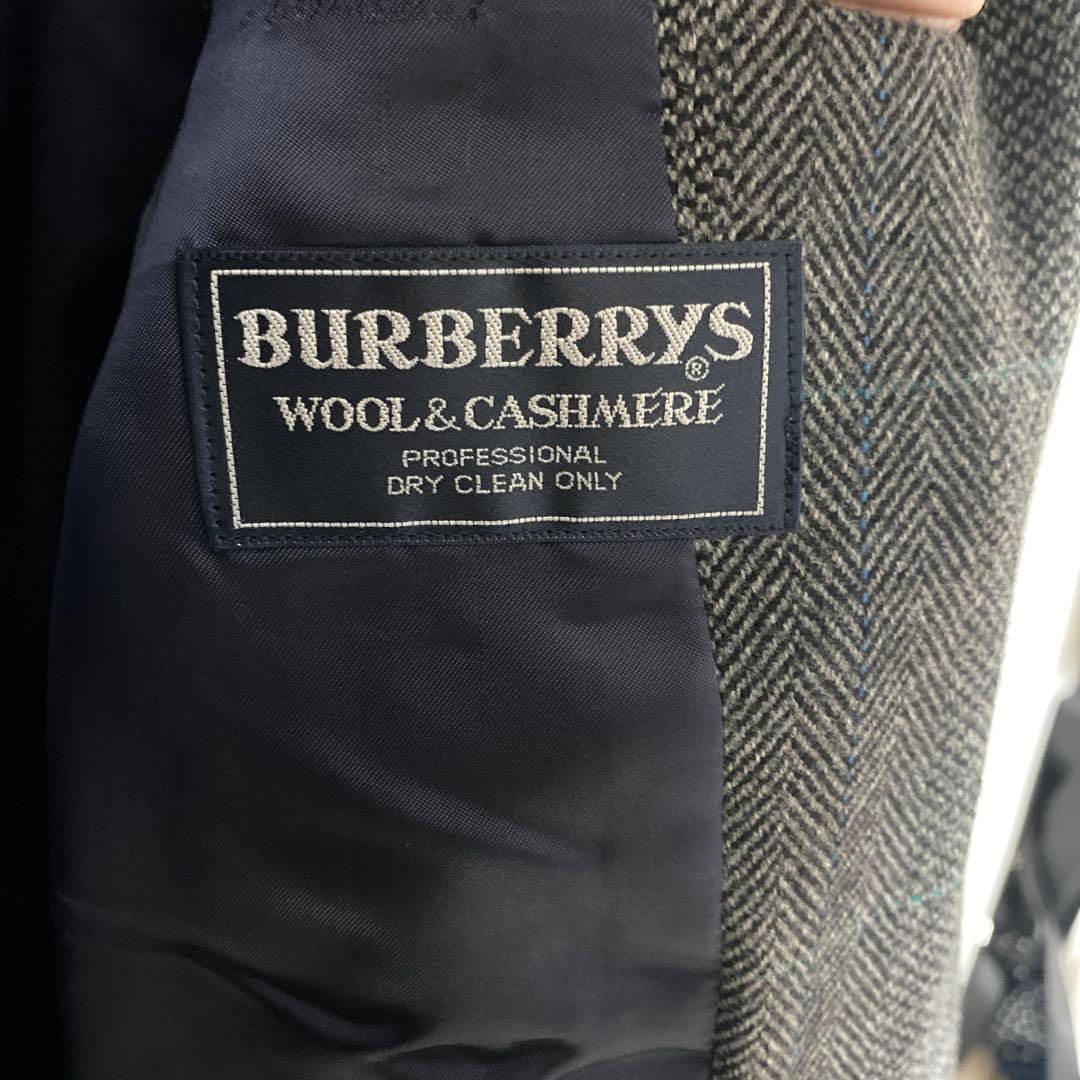 BURBERRYS®
WOOL&CASHMERE
PROFESSIONAL
DRY CLEAN ONLY